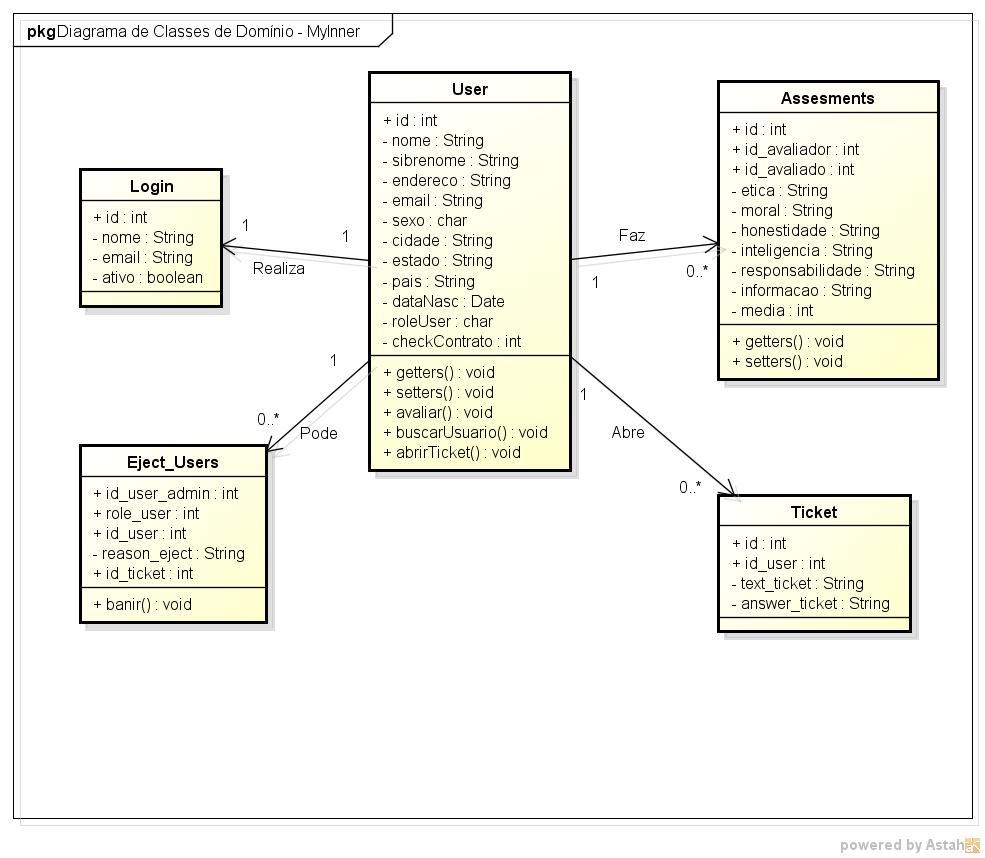 pkg Diagrama de Classes de Domínio - MyInner
User
+ id : int
- nome : String
- sibrenome : String
- endereco : String
- email : String
- sexo : char
- cidade : String
- estado : String
- pais : String
- dataNasc : Date
- roleUser : char
- checkContrato : int
+ getters() : void
+ setters() : void
+ avaliar() : void
+ buscarUsuario() : void
+ abrirTicket() : void
Assesments
+ id : int
+ id_avaliador : int
+ id_avaliado : int
- etica : String
- moral : String
- honestidade : String
- inteligencia : String
- responsabilidade : String
- informacao : String
- media : int
+ getters() : void
+ setters() : void
Login
+ id : int
- nome : String
- email : String
- ativo : boolean
1
1
Realiza
Faz
1
0..*
1
0..*
Pode
1
Abre
0..*
Eject_Users
+ id_user_admin : int
+ role_user : int
+ id_user : int
- reason_eject : String
+ id_ticket : int
+ banir() : void
Ticket
+ id : int
+ id_user : int
- text_ticket : String
- answer_ticket : String
powered by Astah